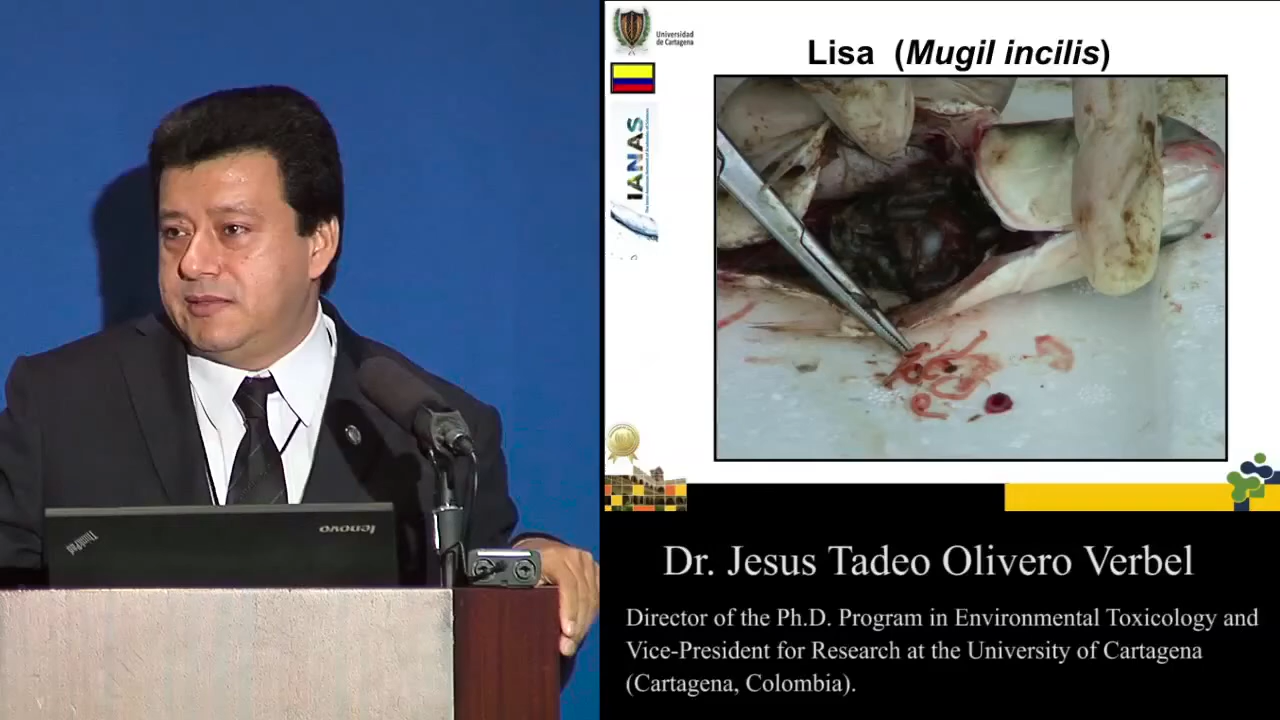 Universidad
de Cartagena
Lisa (Mugil incilis)
IANAS
lenovo
ThinkPad
Dr. Jesus Tadeo Olivero Verbel
Director of the Ph.D. Program in Environmental Toxicology and
Vice-President for Research at the University of Cartagena
(Cartagena, Colombia).